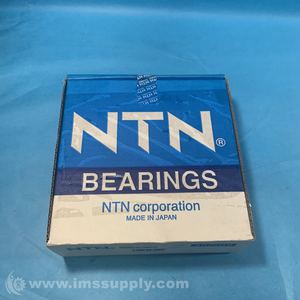 NTN®
BEARINGS
NTN corporation
MADE IN JAPAN
© www.imssupply.com